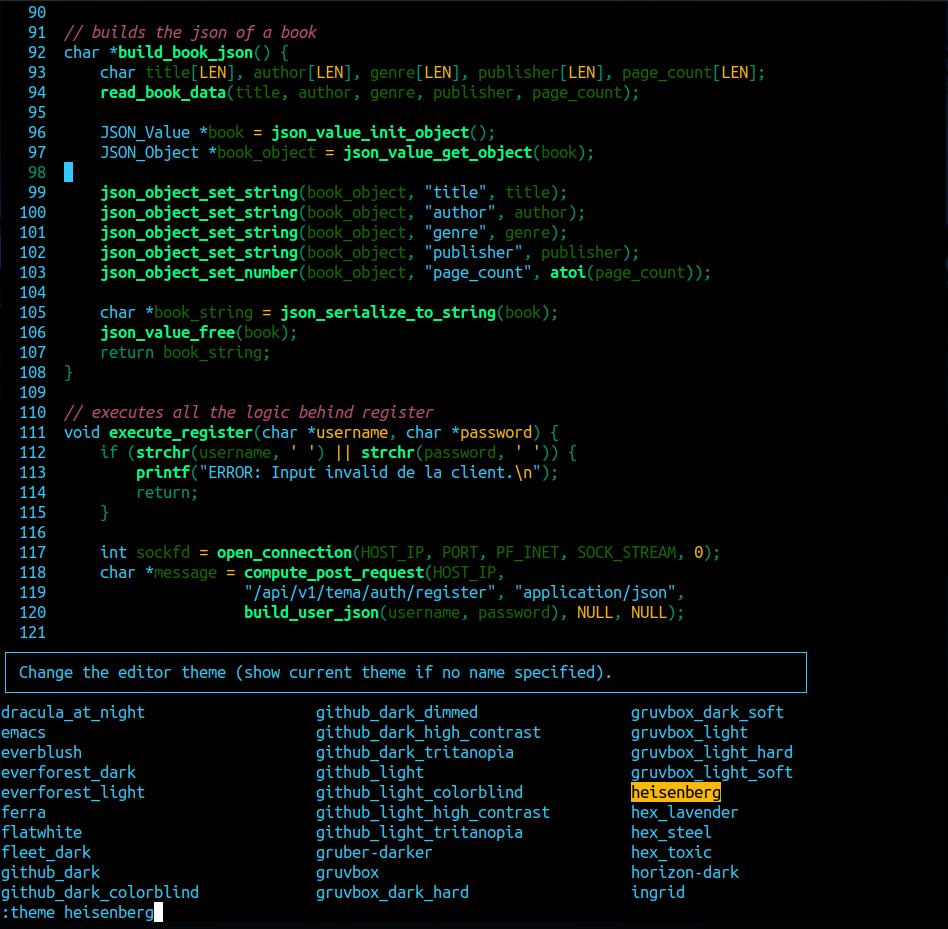 90
91 // builds the json of a book
92 char *build_book_json() {
93     char title[LEN], author[LEN], genre[LEN], publisher[LEN], page_count[LEN];
94     read_book_data(title, author, genre, publisher, page_count);
95
96     JSON_Value *book = json_value_init_object();
97     JSON_Object *book_object = json_value_get_object(book);
98
99     json_object_set_string(book_object, "title", title);
100     json_object_set_string(book_object, "author", author);
101     json_object_set_string(book_object, "genre", genre);
102     json_object_set_string(book_object, "publisher", publisher);
103     json_object_set_number(book_object, "page_count", atoi(page_count));
104
105     char *book_string = json_serialize_to_string(book);
106     json_value_free(book);
107     return book_string;
108 }
109
110 // executes all the logic behind register
111 void execute_register(char *username, char *password) {
112     if (strchr(username, ' ') || strchr(password, ' ')) {
113         printf("ERROR: Input invalid de la client.\n");
114         return;
115     }
116
117     int sockfd = open_connection(HOST_IP, PORT, PF_INET, SOCK_STREAM, 0);
118     char *message = compute_post_request(HOST_IP,
119                     "/api/v1/tema/auth/register", "application/json",
120                     build_user_json(username, password), NULL, NULL);
121
Change the editor theme (show current theme if no name specified).
dracula_at_night github_dark_dimmed gruvbox_dark_soft
emacs github_dark_high_contrast gruvbox_light
everblush github_dark_tritanopia gruvbox_light_hard
everforest_dark github_light gruvbox_light_soft
everforest_light github_light_colorblind heisenberg
ferra github_light_high_contrast hex_lavender
flatwhite github_light_tritanopia hex_steel
fleet_dark gruber-darker hex_toxic
github_dark gruvbox horizon-dark
github_dark_colorblind gruvbox_dark_hard ingrid
:theme heisenberg